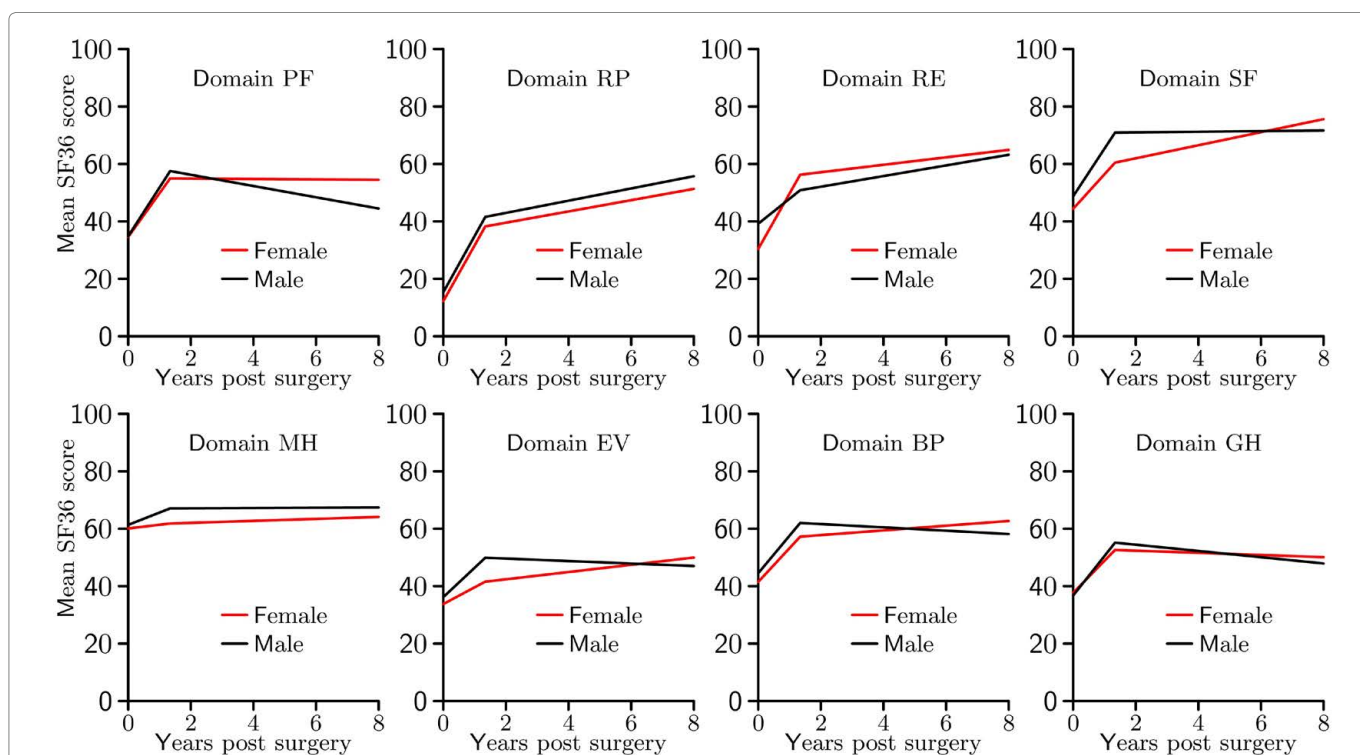 Domain PF
Mean SF36 score
100
80
60
40
20
0
Female
Male
0 2 4 6 8
Years post surgery
Domain RP
100
80
60
40
20
0
Female
Male
0 2 4 6 8
Years post surgery
Domain RE
100
80
60
40
20
0
Female
Male
0 2 4 6 8
Years post surgery
Domain SF
100
80
60
40
20
0
Female
Male
0 2 4 6 8
Years post surgery
Domain MH
Mean SF36 score
100
80
60
40
20
0
Female
Male
0 2 4 6 8
Years post surgery
Domain EV
100
80
60
40
20
0
Female
Male
0 2 4 6 8
Years post surgery
Domain BP
100
80
60
40
20
0
Female
Male
0 2 4 6 8
Years post surgery
Domain GH
100
80
60
40
20
0
Female
Male
0 2 4 6 8
Years post surgery